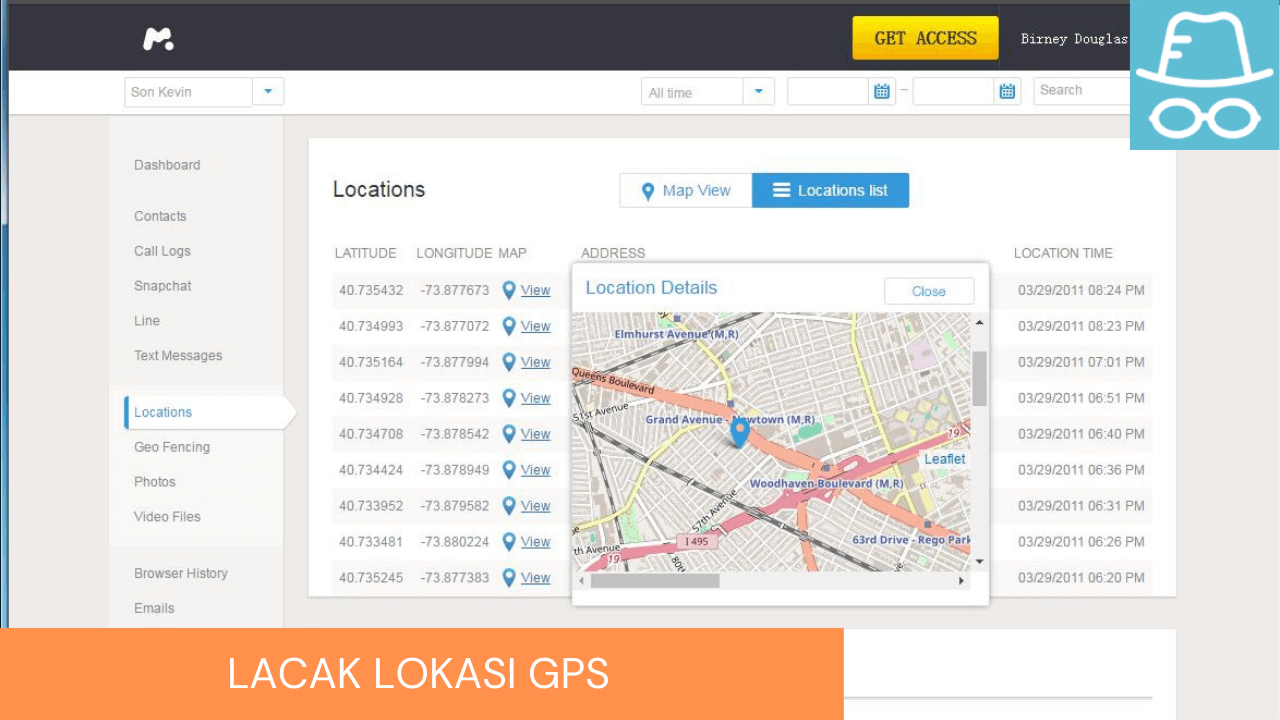 GET ACCESS
Birney Douglas
Son Kevin
All time
–
Search
Dashboard
Contacts
Call Logs
Snapchat
Line
Text Messages
Locations
Geo Fencing
Photos
Video Files
Browser History
Emails
Locations
Map View
Locations list
LATITUDE LONGITUDE MAP ADDRESS LOCATION TIME
40.735432 -73.877673 View 03/29/2011 08:24 PM
40.734993 -73.877072 View 03/29/2011 08:23 PM
40.735164 -73.877994 View 03/29/2011 07:01 PM
40.734928 -73.878273 View 03/29/2011 06:51 PM
40.734708 -73.878542 View 03/29/2011 06:40 PM
40.734424 -73.878949 View 03/29/2011 06:36 PM
40.733952 -73.879582 View 03/29/2011 06:31 PM
40.733481 -73.880224 View 03/29/2011 06:26 PM
40.735245 -73.877383 View 03/29/2011 06:20 PM
Location Details
Close
Elmhurst Avenue (M,R)
Queens Boulevard
51st Avenue
Grand Avenue - Newtown (M,R)
19
Leaflet
Woodhaven Boulevard (M,R)
57th Avenue
I 495
63rd Drive - Rego Park
th Avenue
19
80th
LACAK LOKASI GPS